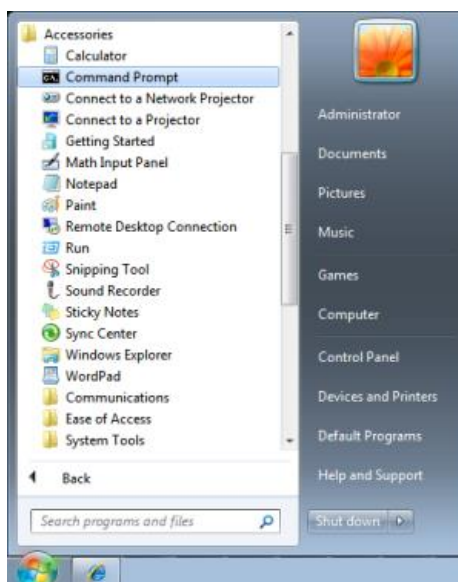 Accessories
Calculator
Command Prompt
Connect to a Network Projector
Connect to a Projector
Getting Started
Math Input Panel
Notepad
Paint
Remote Desktop Connection
Run
Snipping Tool
Sound Recorder
Sticky Notes
Sync Center
Windows Explorer
WordPad
Communications
Ease of Access
System Tools
Back
Search programs and files
Administrator
Documents
Pictures
Music
Games
Computer
Control Panel
Devices and Printers
Default Programs
Help and Support
Shut down